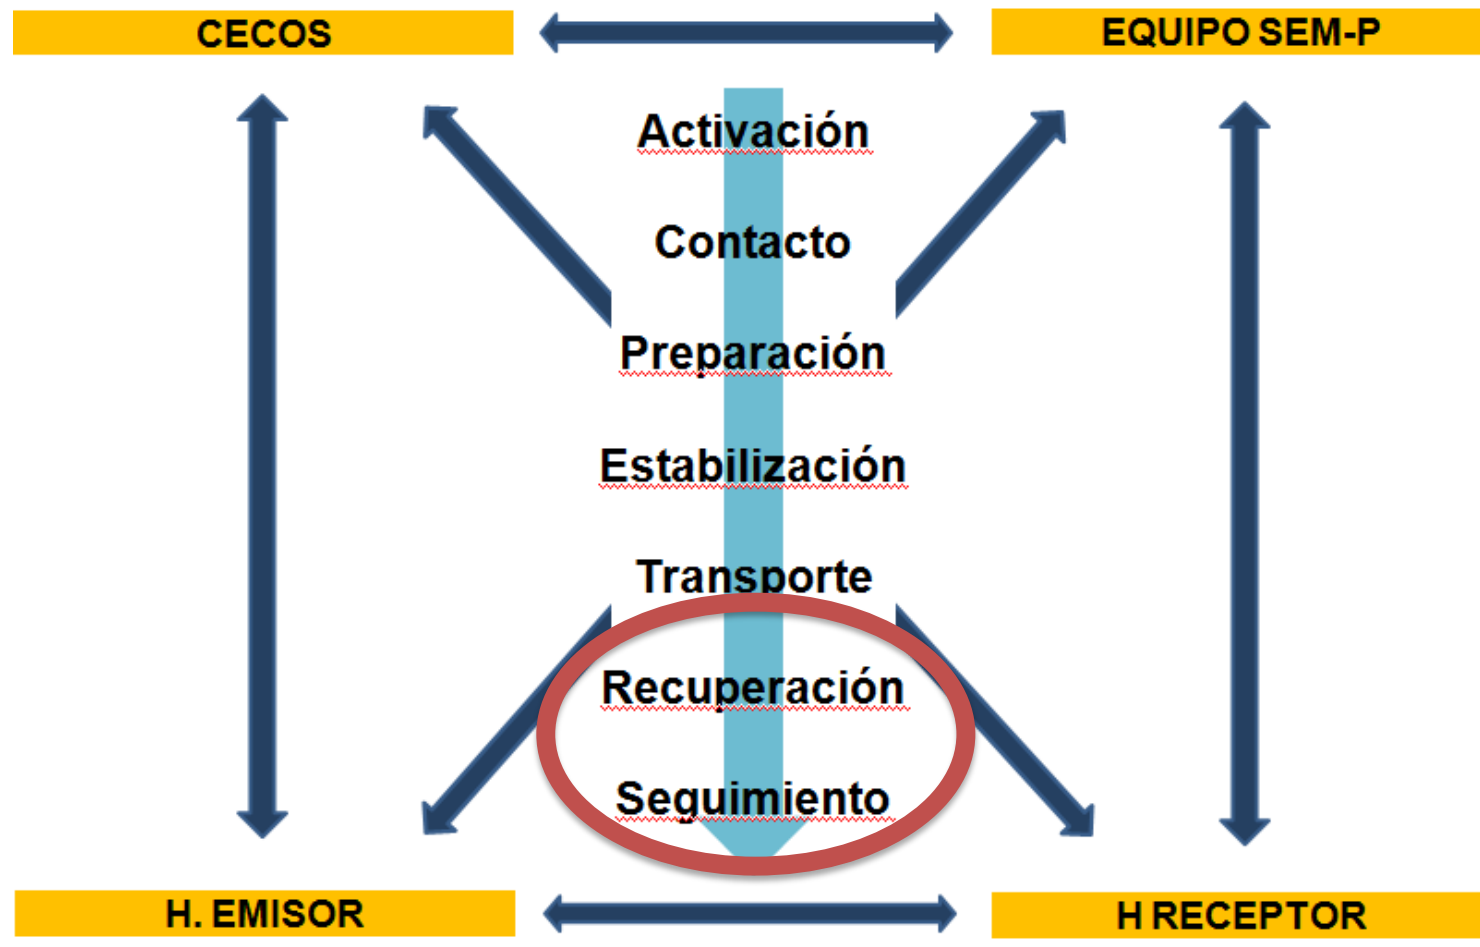 CECOS
EQUIPO SEM-P
Activación
Contacto
Preparación
Estabilización
Transporte
Recuperación
Seguimiento
H. EMISOR
H RECEPTOR